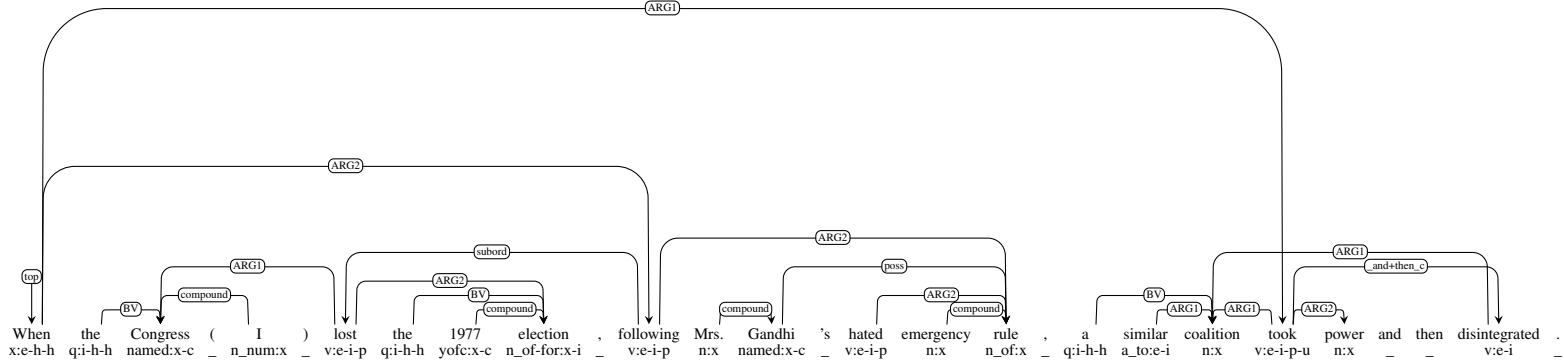 ARG1
ARG2
ARG2
subord
ARG1
top
ARG1
poss
_and+then_c
ARG2
compound
BV
ARG2
BV
BV
compound
compound
compound
ARG1
ARG1
ARG2
When the Congress ( I ) lost the 1977 election , following Mrs. Gandhi 's hated emergency rule , a similar coalition took power and then disintegrated .
x:e-h-h q:i-h-h named:x-c _ n_num:x _ v:e-i-p q:i-h-h yofc:x-c n_of-for:x-i _ v:e-i-p n:x named:x-c _ v:e-i-p n:x n_of:x _ q:i-h-h a_to:e-i n:x v:e-i-p-u n:x _ _ v:e-i _